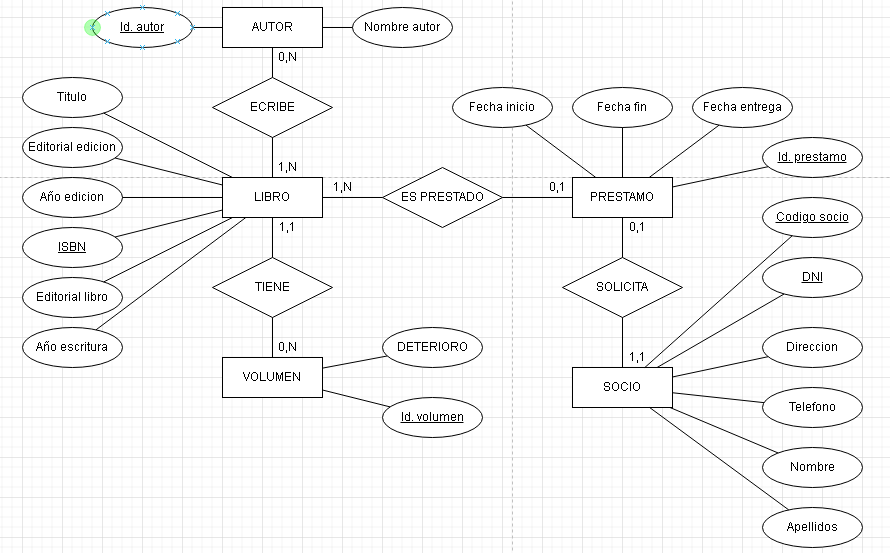 Id. autor
AUTOR
Nombre autor
0,N
ECRIBE
1,N
Titulo
Editorial edicion
Año edicion
ISBN
Editorial libro
Año escritura
LIBRO
1,N
ES PRESTADO
0,1
PRESTAMO
Fecha inicio
Fecha fin
Fecha entrega
Id. prestamo
1,1
TIENE
0,N
VOLUMEN
DETERIORO
Id. volumen
0,1
SOLICITA
1,1
SOCIO
Codigo socio
DNI
Direccion
Telefono
Nombre
Apellidos